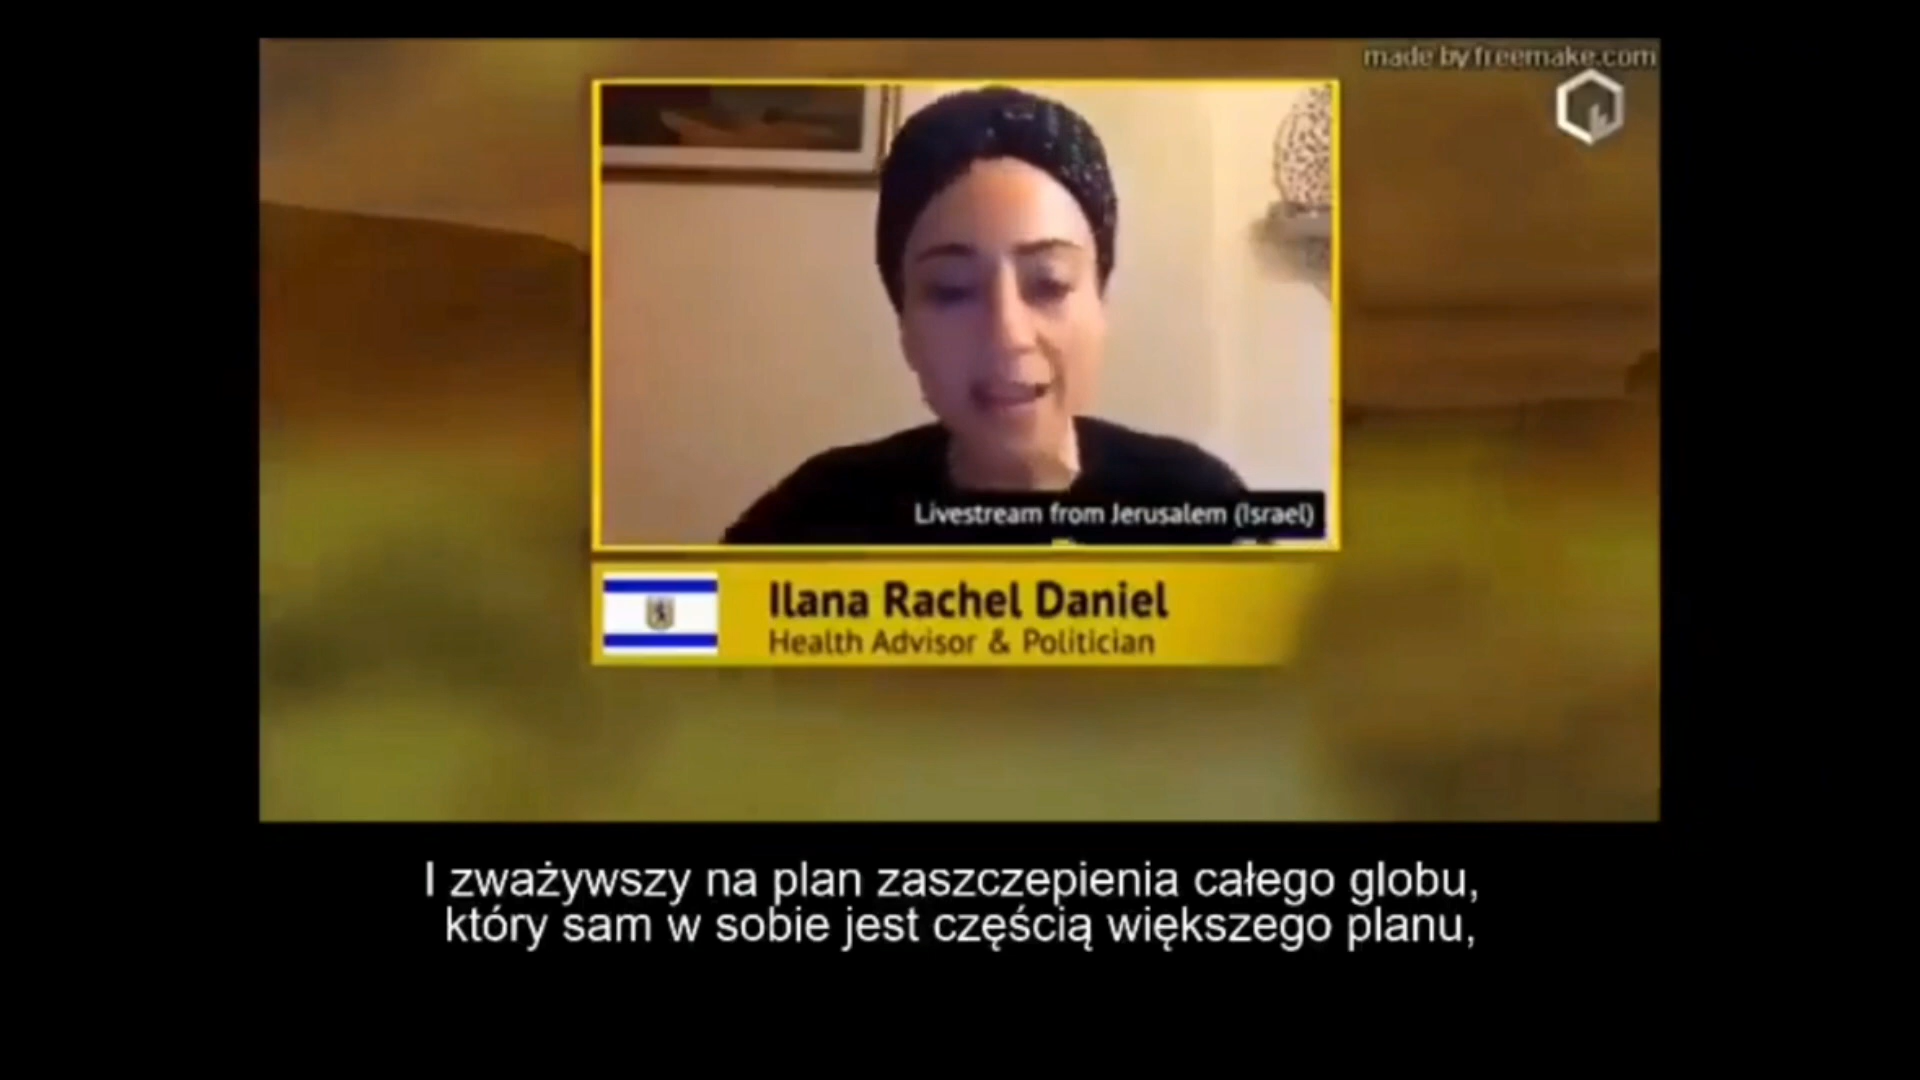 made by freemake.com
Livestream from Jerusalem (Israel)
Ilana Rachel Daniel
Health Advisor & Politician
I zważywszy na plan zaszczepienia całego globu,
który sam w sobie jest częścią większego planu,